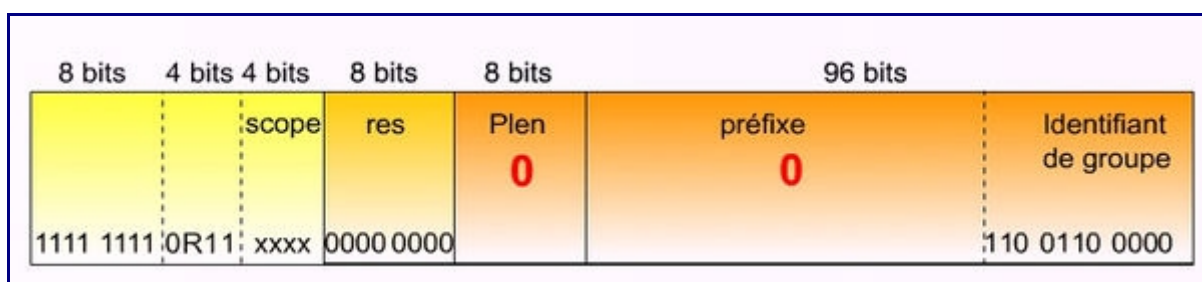 8 bits 4 bits 4 bits 8 bits 8 bits 96 bits
scope res Plen préfixe Identifiant
de groupe
0 0
1111 1111 0R11 xxxx 0000 0000 110 0110 0000